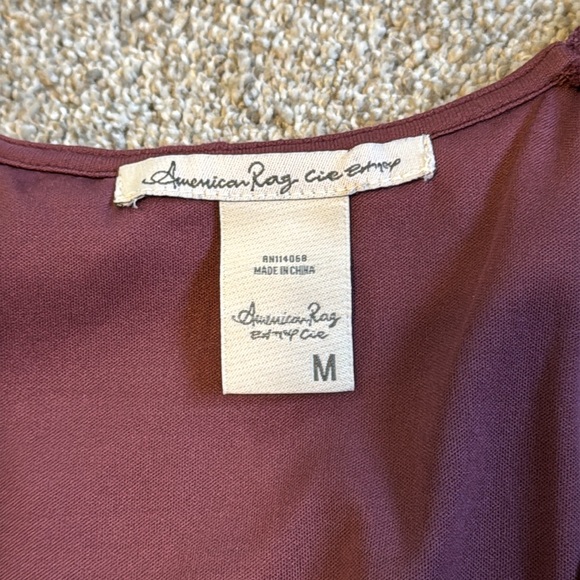 American Rag Cie Est 1984
RN114068
MADE IN CHINA
American Rag
Est 1984 Cie
M